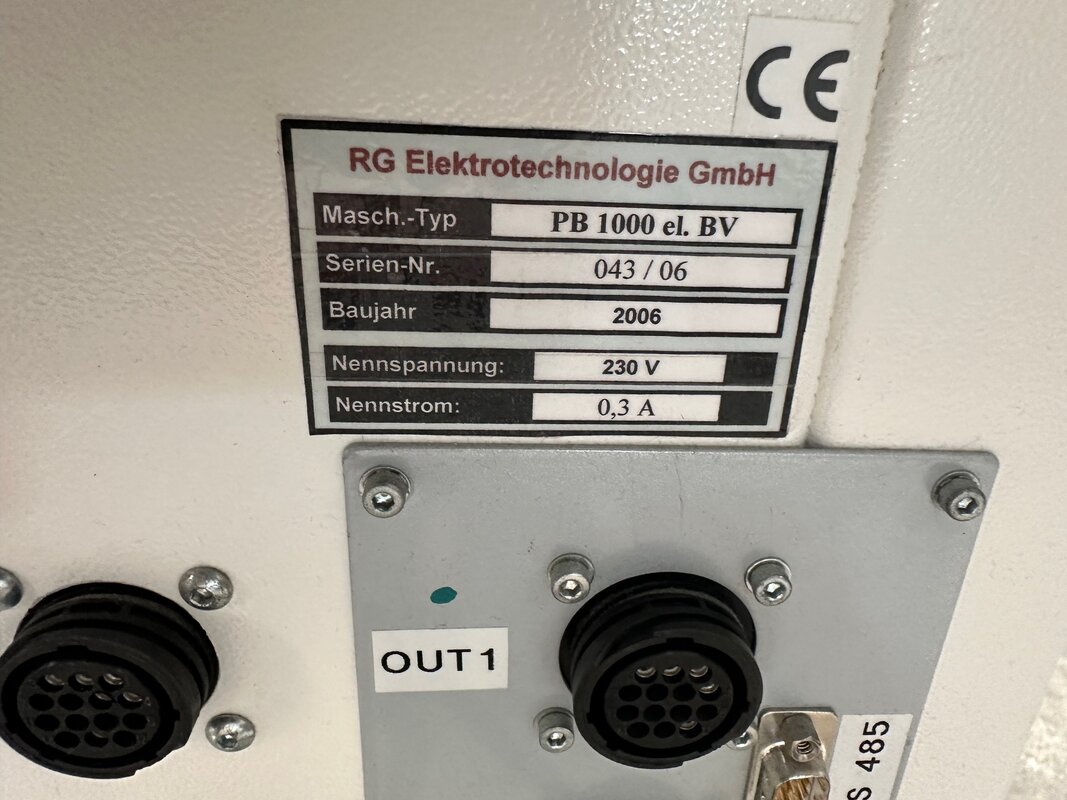 CE
RG Elektrotechnologie GmbH
Masch.-Typ PB 1000 el. BV
Serien-Nr. 043 / 06
Baujahr 2006
Nennspannung: 230 V
Nennstrom: 0,3 A
OUT1
S 485